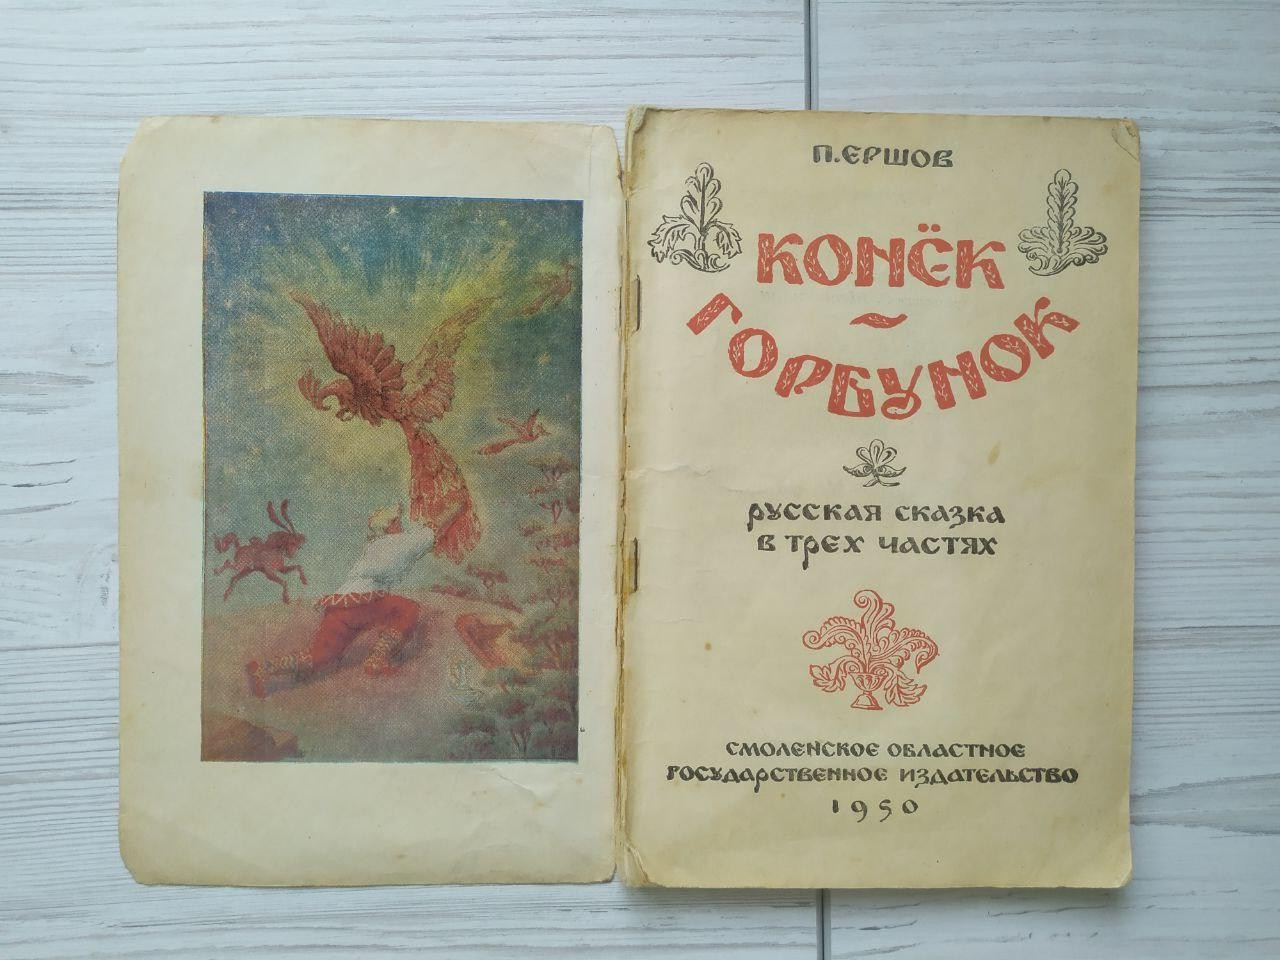 П. ЕРШОВ
КОНЁК
-
ГОРБУНОК
РУССКАЯ СКАЗКА
В ТРЕХ ЧАСТЯХ
СМОЛЕНСКОЕ ОБЛАСТНОЕ
ГОСУДАРСТВЕННОЕ ИЗДАТЕЛЬСТВО
1950